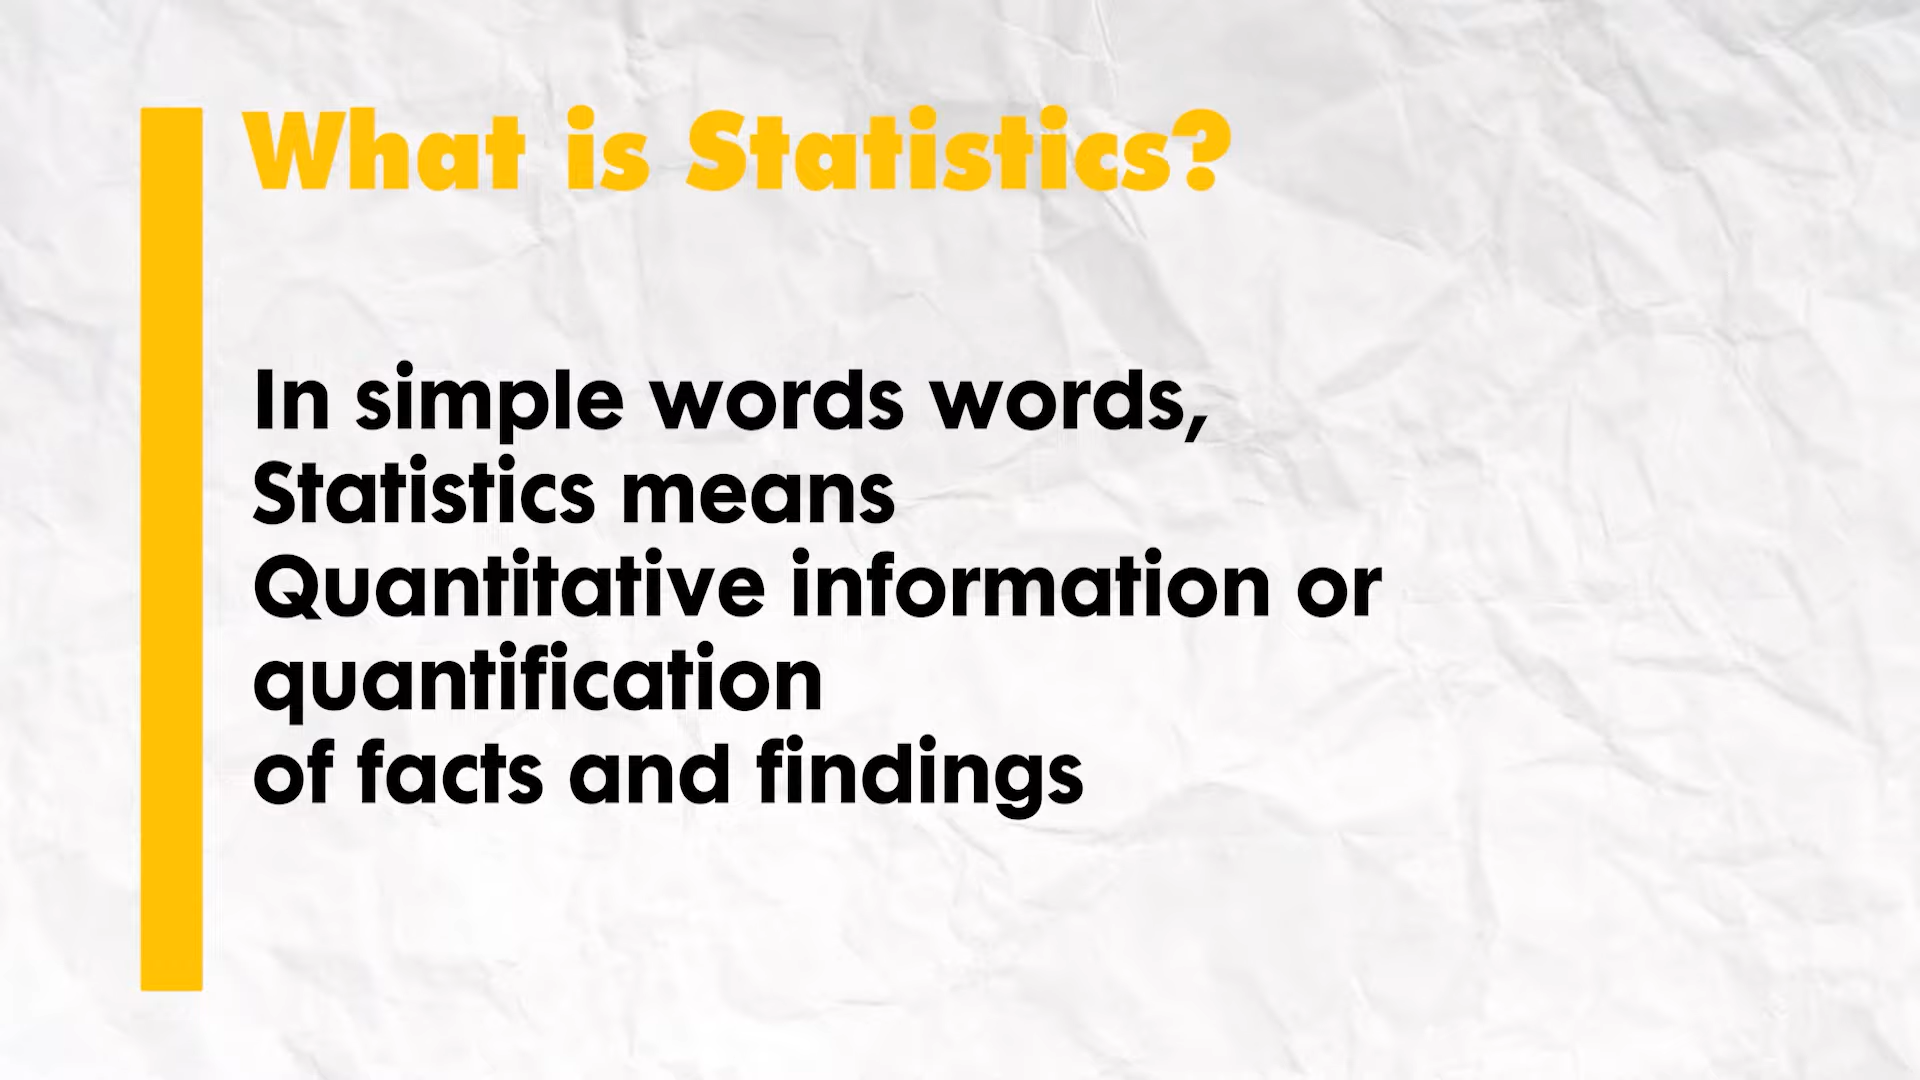 What is Statistics?
In simple words words,
Statistics means
Quantitative information or
quantification
of facts and findings